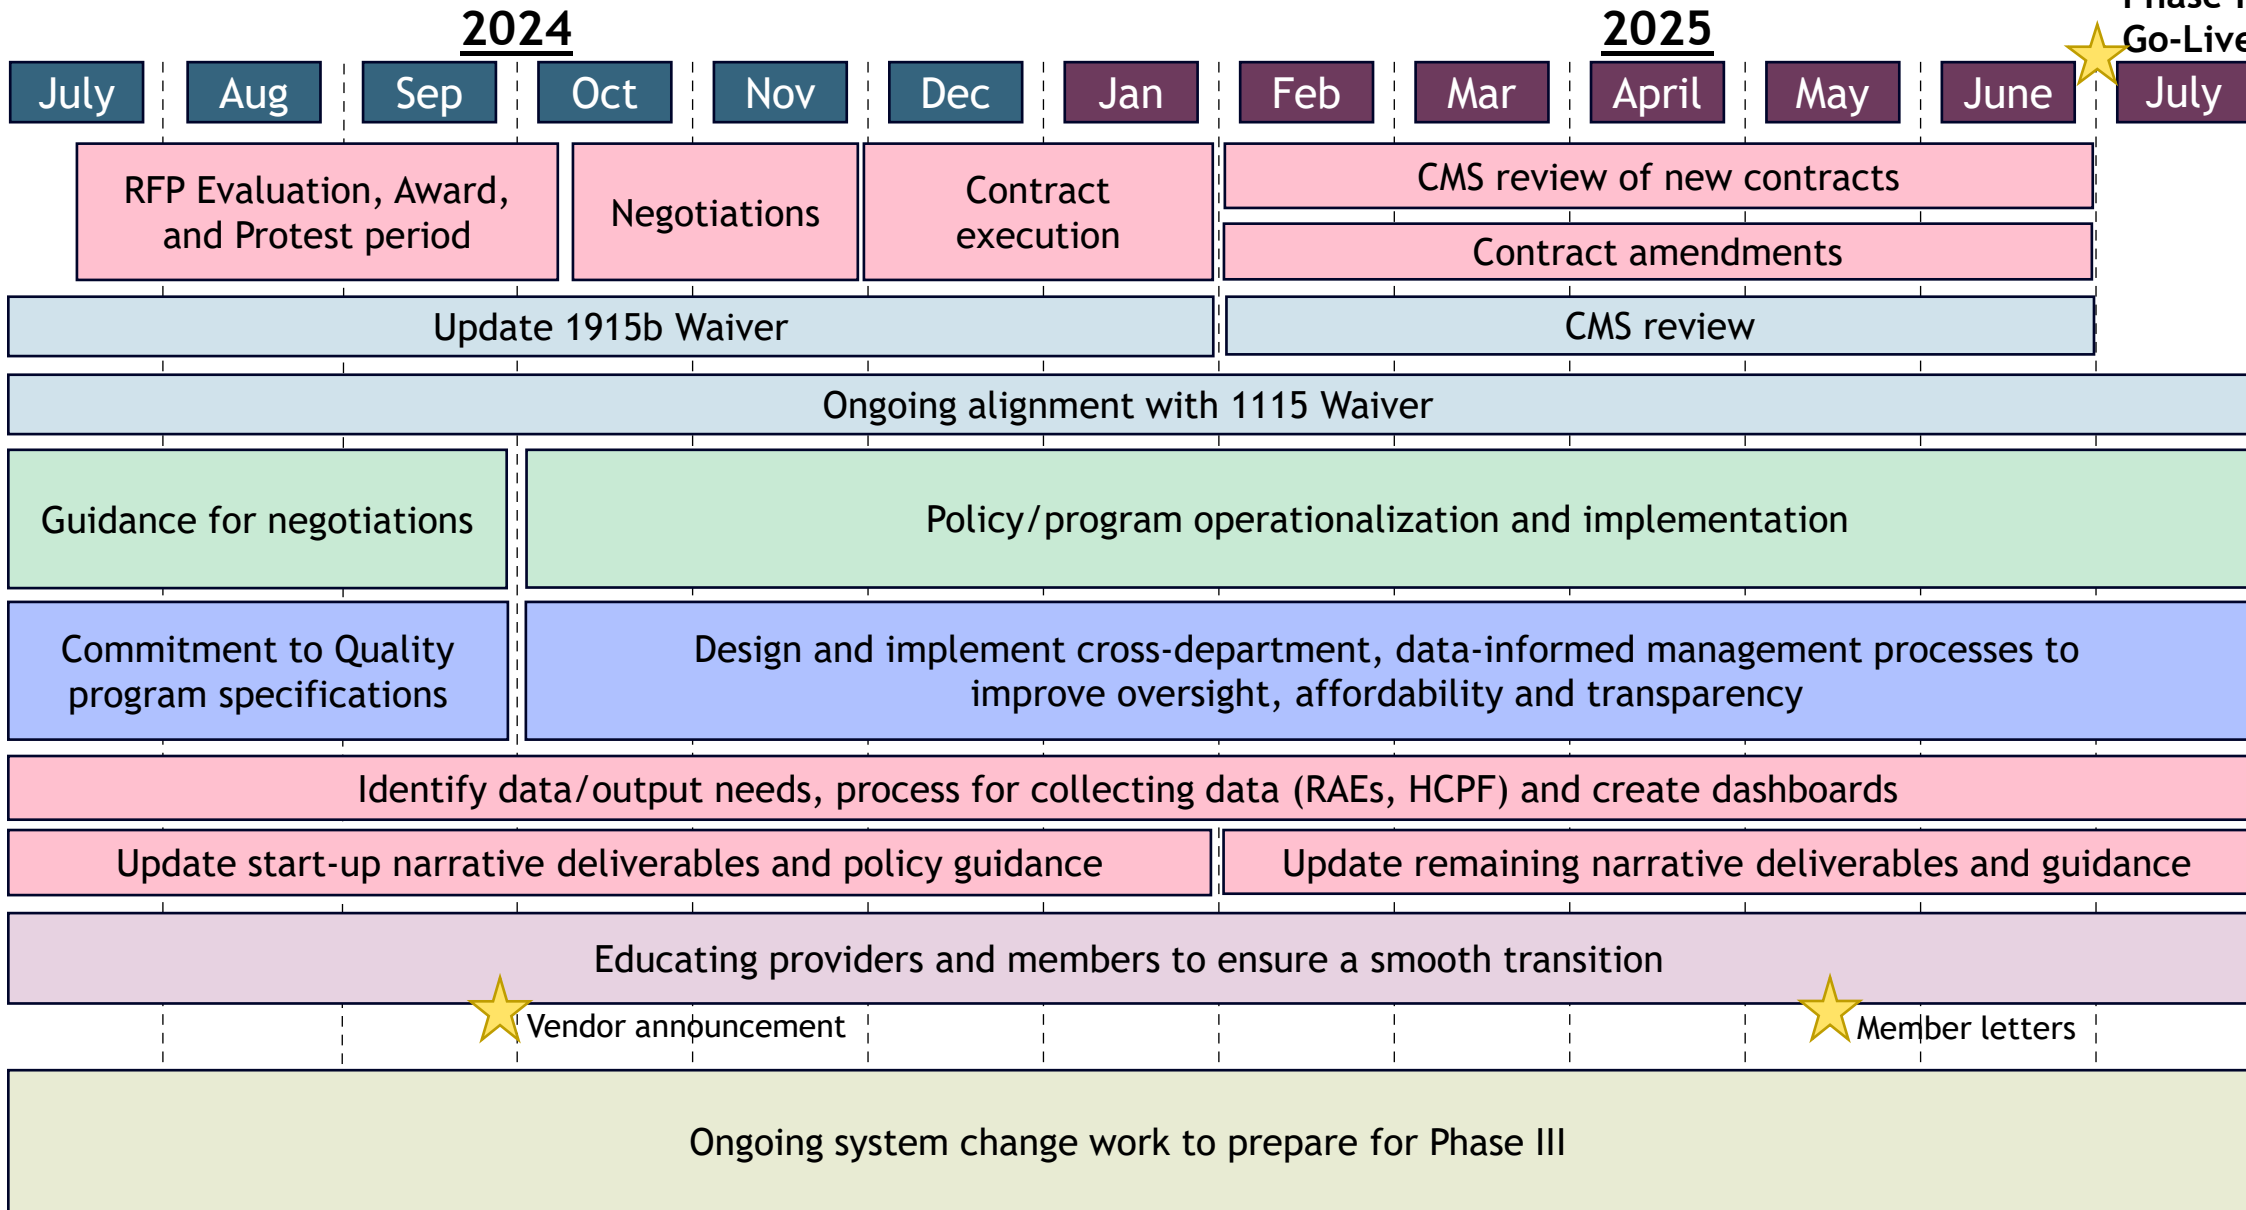 2024
2025
Go-Live
July
Aug
Sep
Oct
Nov
Dec
Jan
Feb
Mar
April
May
June
July
RFP Evaluation, Award,
and Protest period
Negotiations
Contract
execution
CMS review of new contracts
Contract amendments
Update 1915b Waiver
CMS review
Ongoing alignment with 1115 Waiver
Guidance for negotiations
Policy/program operationalization and implementation
Commitment to Quality
program specifications
Design and implement cross-department, data-informed management processes to
improve oversight, affordability and transparency
Identify data/output needs, process for collecting data (RAEs, HCPF) and create dashboards
Update start-up narrative deliverables and policy guidance
Update remaining narrative deliverables and guidance
Educating providers and members to ensure a smooth transition
Vendor announcement
Member letters
Ongoing system change work to prepare for Phase III